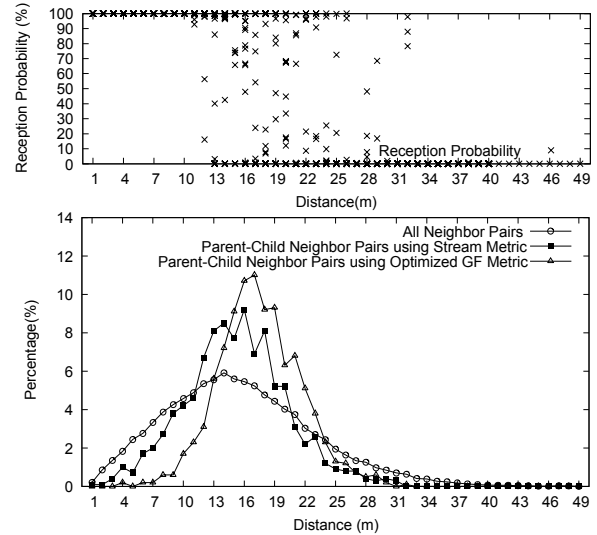 Reception Probability (%)
100
90
80
70
60
50
40
30
20
10
0
Reception Probability
1 4 7 10 13 16 19 22 25 28 31 34 37 40 43 46 49
Distance(m)
Percentage(%)
14
12
10
8
6
4
2
0
All Neighbor Pairs
Parent-Child Neighbor Pairs using Stream Metric
Parent-Child Neighbor Pairs using Optimized GF Metric
1 4 7 10 13 16 19 22 25 28 31 34 37 40 43 46 49
Distance (m)